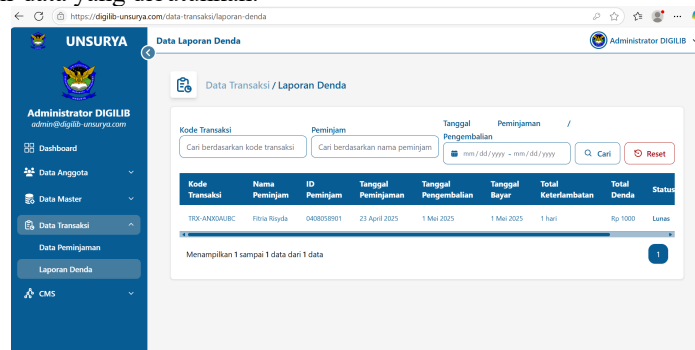 https://digilib-unsurya.com/data-transaksi/laporan-denda
UNSURYA
Data Laporan Denda
Administrator DIGILIB
Administrator DIGILIB
admin@digilib-unsurya.com
Dashboard
Data Anggota
Data Master
Data Transaksi
Data Peminjaman
Laporan Denda
CMS
Data Transaksi / Laporan Denda
Kode Transaksi
Cari berdasarkan kode transaksi
Peminjam
Cari berdasarkan nama peminjam
Tanggal Peminjaman /
Pengembalian
mm/dd/yyyy - mm/dd/yyyy
Cari
Reset
Kode Nama ID Tanggal Tanggal Tanggal Total Total Status
Transaksi Peminjam Peminjam Peminjaman Pengembalian Bayar Keterlambatan Denda
TRX-ANX0AUBC Fitria Risyda 0408058901 23 April 2025 1 Mei 2025 1 Mei 2025 1 hari Rp 1000 Lunas
Menampilkan 1 sampai 1 data dari 1 data
1